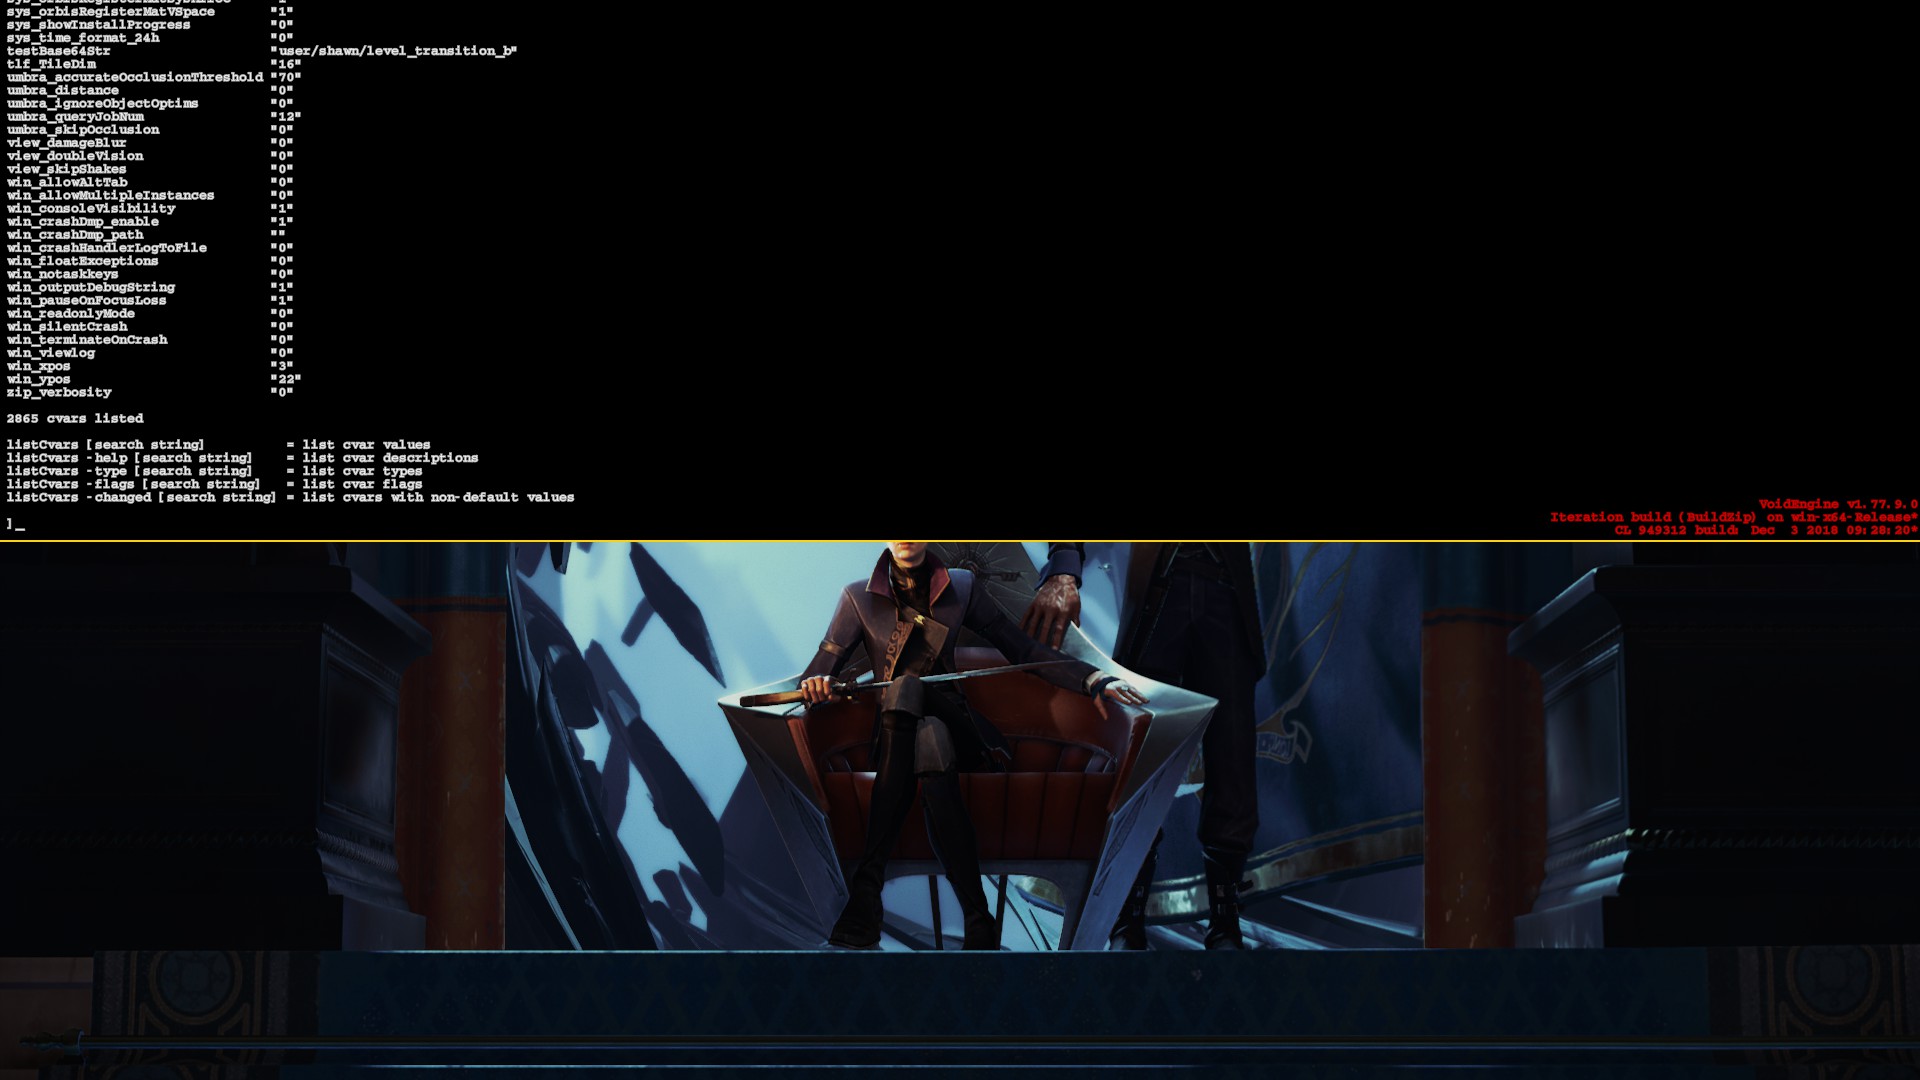 sys_orbisRegisterMatVSpace "1"
sys_showInstallProgress "0"
sys_time_format_24h "0"
testBase64Str "user/shawn/level_transition_b"
tlf_TileDim "16"
umbra_accurateOcclusionThreshold "70"
umbra_distance "0"
umbra_ignoreObjectOptims "0"
umbra_queryJobNum "12"
umbra_skipOcclusion "0"
view_damageBlur "0"
view_doubleVision "0"
view_skipShakes "0"
win_allowAltTab "0"
win_allowMultipleInstances "0"
win_consoleVisibility "1"
win_crashDmp_enable "1"
win_crashDmp_path ""
win_crashHandlerLogToFile "0"
win_floatExceptions "0"
win_notaskkeys "0"
win_outputDebugString "1"
win_pauseOnFocusLoss "1"
win_readonlyMode "0"
win_silentCrash "0"
win_terminateOnCrash "0"
win_viewlog "0"
win_xpos "3"
win_ypos "22"
zip_verbosity "0"
2865 cvars listed
listCvars [search string] = list cvar values
listCvars -help [search string] = list cvar descriptions
listCvars -type [search string] = list cvar types
listCvars -flags [search string] = list cvar flags
listCvars -changed [search string] = list cvars with non-default values
]_
VoidEngine v1.77.9.0
Iteration build (BuildZip) on win-x64-Release*
CL 949312 build: Dec 3 2018 09:28:20*